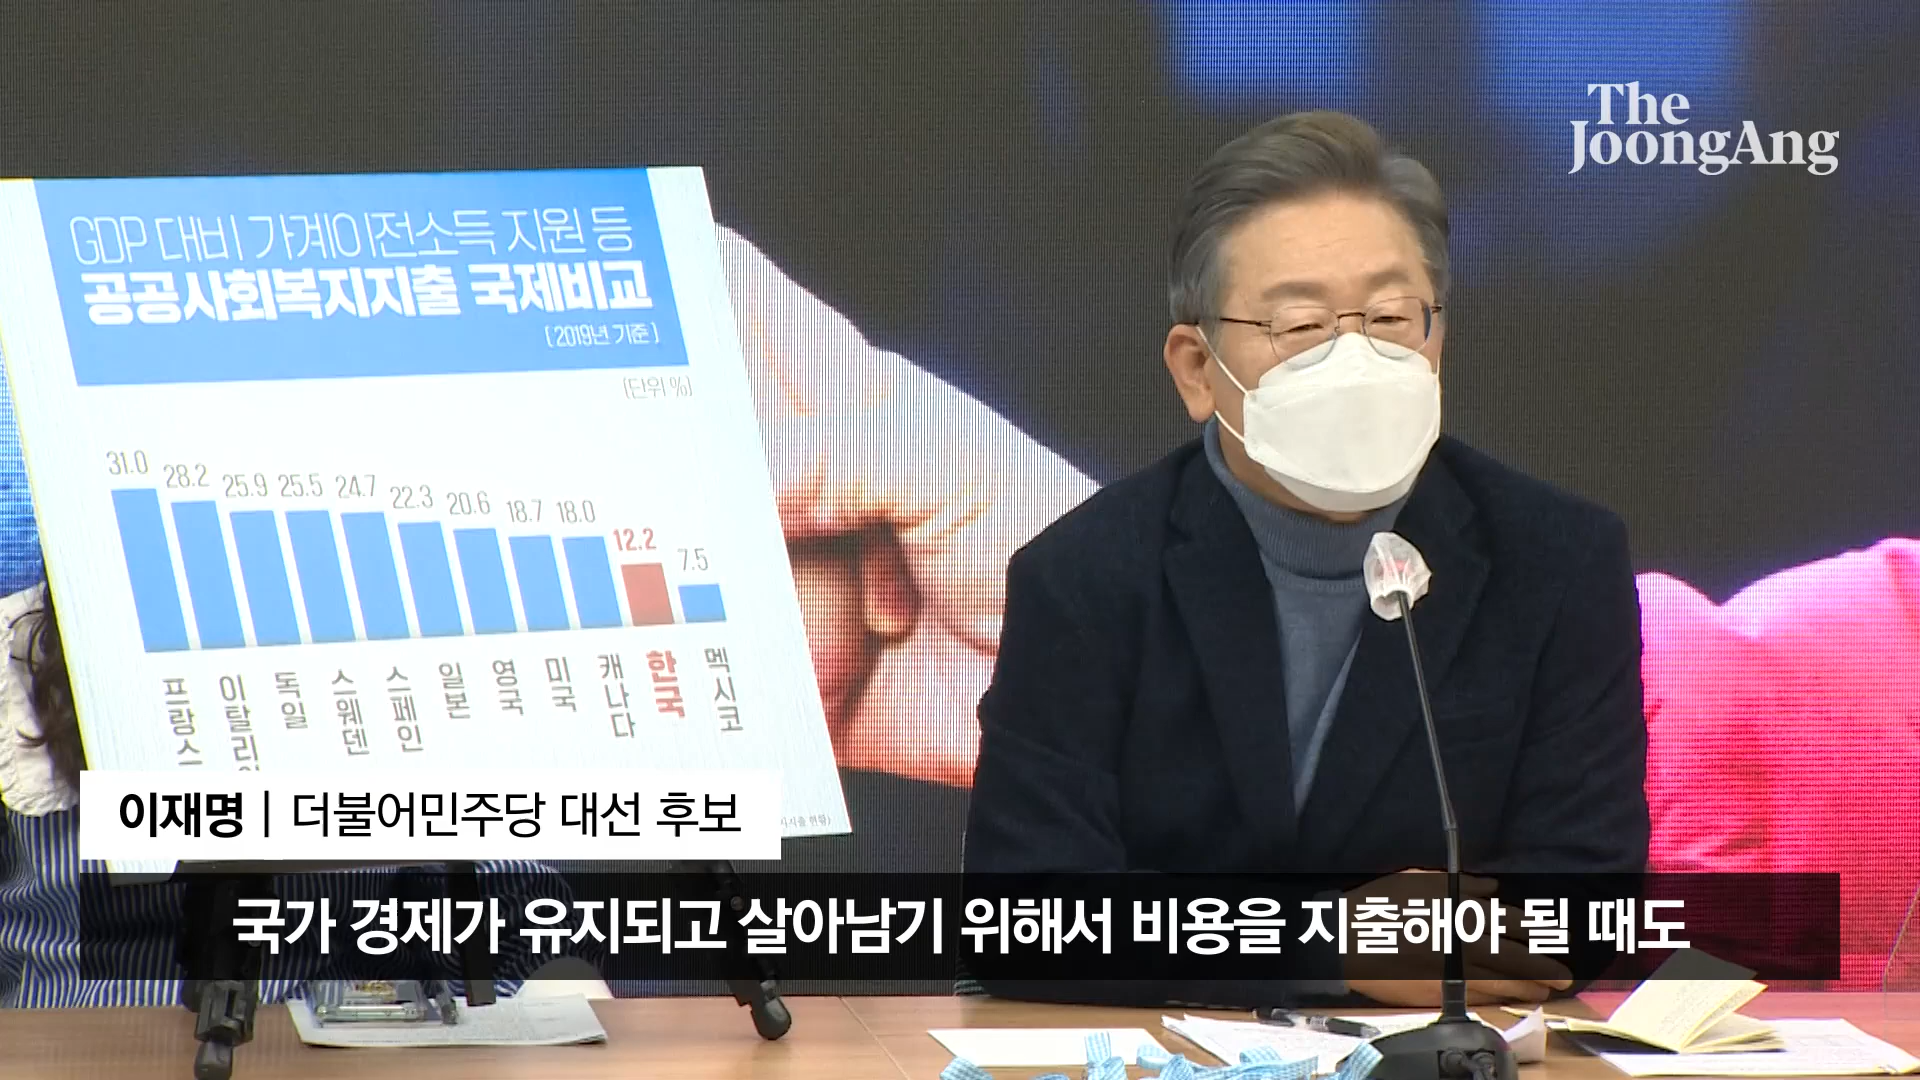 The
JoongAng
GDP 대비 가계이전소득 지원 등
공공사회복지지출 국제비교
[2019년 기준]
(단위 %)
31.0 28.2 25.9 25.5 24.7 22.3 20.6 18.7 18.0 12.2 7.5
프랑스 이탈리아 독일 스웨덴 스페인 일본 영국 미국 캐나다 한국 멕시코
이재명 | 더불어민주당 대선 후보
국가 경제가 유지되고 살아남기 위해서 비용을 지출해야 될 때도